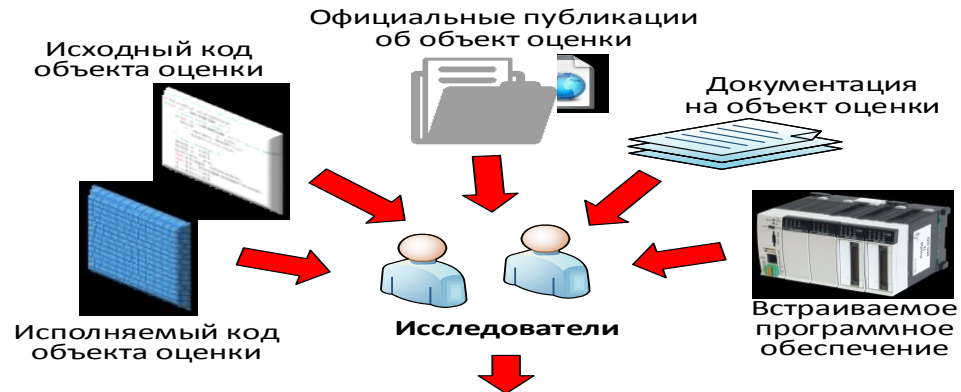 Официальные публикации
об объект оценки
Исходный код
объекта оценки
Документация
на объект оценки
Исполняемый код
объекта оценки
Исследователи
Встраиваемое
программное
обеспечение